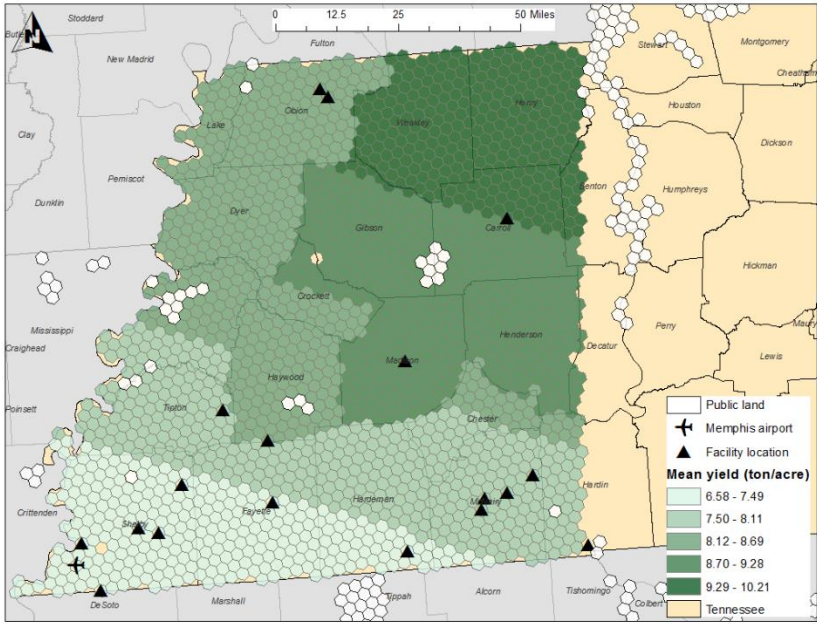 0 12.5 25 50 Miles
N
Stoddard
Butler
New Madrid
Fulton
Stewart
Montgomery
Cheatham
Clay
Lake
Obion
Weakley
Henry
Houston
Dickson
Pemiscot
Dunklin
Benton
Humphreys
Dyer
Gibson
Carroll
Hickman
Crockett
Mississippi
Craighead
Henderson
Madison
Decatur
Perry
Maury
Lewis
Haywood
Poinsett
Tipton
Chester
Hardin
Crittenden
Shelby
Fayette
Hardeman
McNairy
DeSoto
Marshall
Tippah
Alcorn
Tishomingo
Colbert
Public land
Memphis airport
Facility location
Mean yield (ton/acre)
6.58 - 7.49
7.50 - 8.11
8.12 - 8.69
8.70 - 9.28
9.29 - 10.21
Tennessee